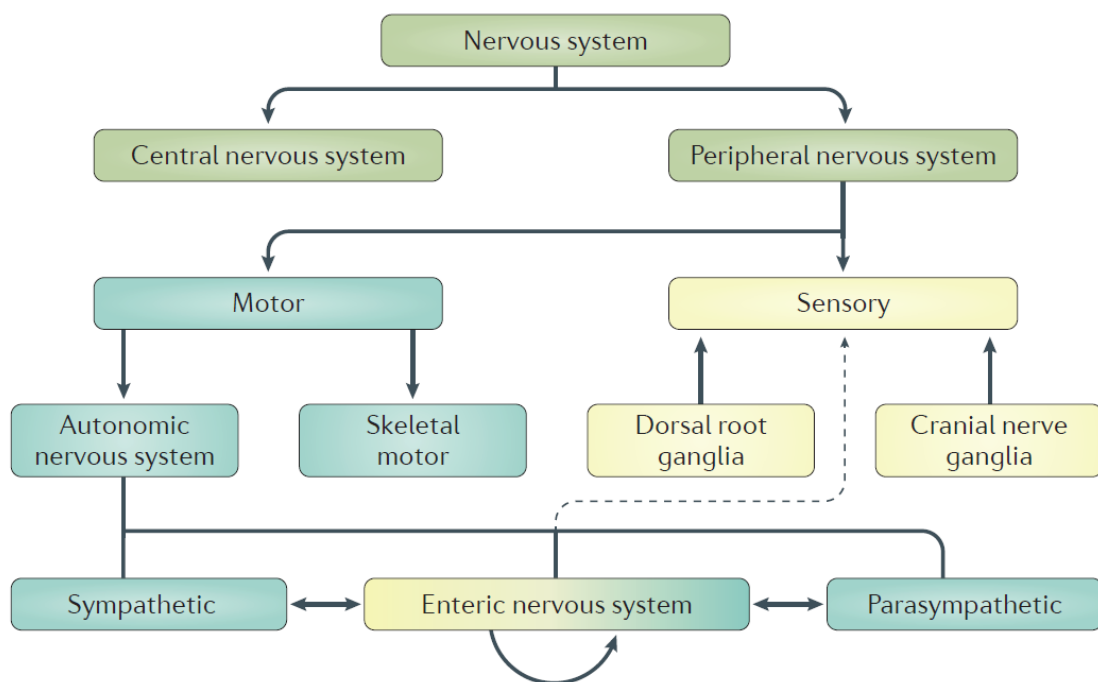 Nervous system
Central nervous system
Peripheral nervous system
Motor
Sensory
Autonomic
nervous system
Skeletal
motor
Dorsal root
ganglia
Cranial nerve
ganglia
Sympathetic
Enteric nervous system
Parasympathetic